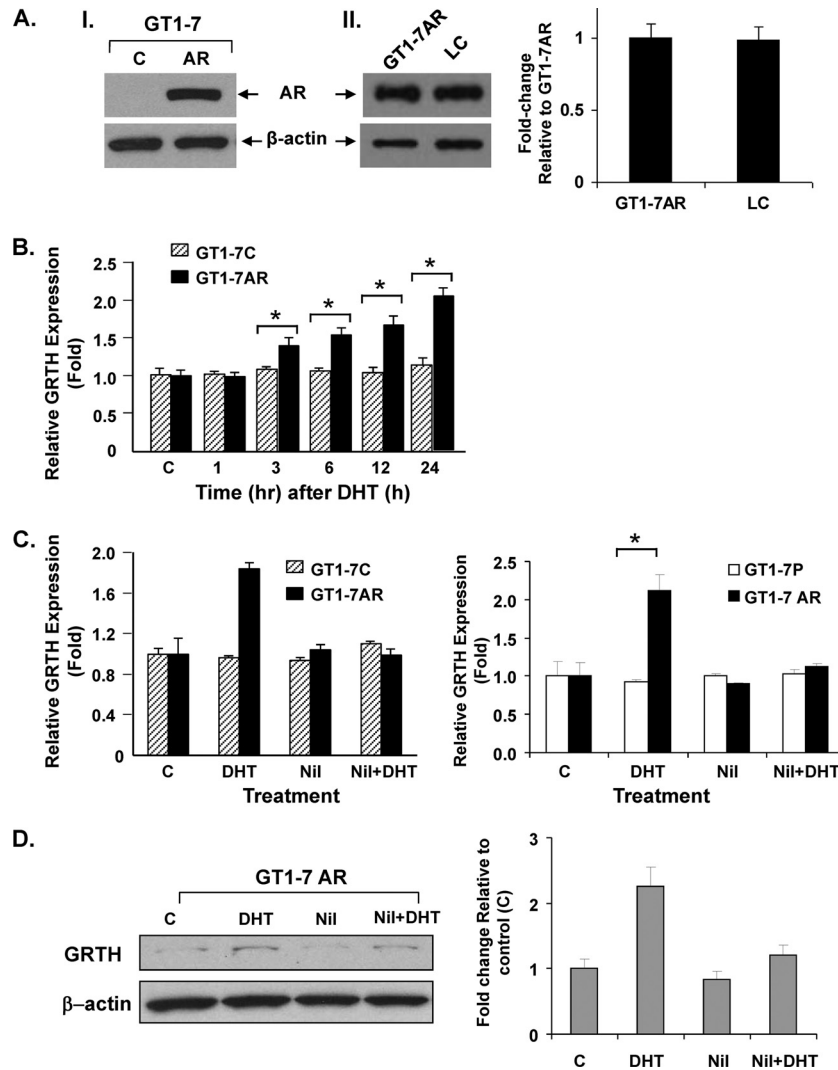 A.
I.
GT1-7
C AR
II.
GT1-7AR LC
AR
β-actin
Fold-change
Relative to GT1-7AR
1
0.5
0
GT1-7AR LC
B.
Relative GRTH Expression
(Fold)
GT1-7C
GT1-7AR
2.5
2.0
1.5
1.0
0.5
0
* * * *
C 1 3 6 12 24
Time (hr) after DHT (h)
C.
Relative GRTH Expression
(Fold)
2.0
1.6
1.2
0.8
0.4
0
GT1-7C
GT1-7AR
C DHT Nil Nil+DHT
Treatment
Relative GRTH Expression
(Fold)
2.5
2.0
1.5
1.0
0.5
0.0
*
GT1-7P
GT1-7 AR
C DHT Nil Nil+DHT
Treatment
D.
GT1-7 AR
C DHT Nil Nil+DHT
GRTH
β-actin
Fold change Relative to
control (C)
3
2
1
0
C DHT Nil Nil+DHT